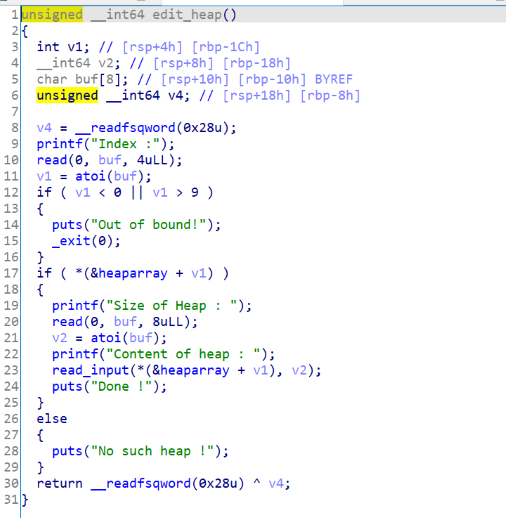 1 unsigned __int64 edit_heap()
2 {
3 int v1; // [rsp+4h] [rbp-1Ch]
4 __int64 v2; // [rsp+8h] [rbp-18h]
5 char buf[8]; // [rsp+10h] [rbp-10h] BYREF
6 unsigned __int64 v4; // [rsp+18h] [rbp-8h]
7
8 v4 = __readfsqword(0x28u);
9 printf("Index :");
10 read(0, buf, 4uLL);
11 v1 = atoi(buf);
12 if ( v1 < 0 || v1 > 9 )
13 {
14 puts("Out of bound!");
15 _exit(0);
16 }
17 if ( *(&heaparray + v1) )
18 {
19 printf("Size of Heap : ");
20 read(0, buf, 8uLL);
21 v2 = atoi(buf);
22 printf("Content of heap : ");
23 read_input(*(&heaparray + v1), v2);
24 puts("Done !");
25 }
26 else
27 {
28 puts("No such heap !");
29 }
30 return __readfsqword(0x28u) ^ v4;
31 }